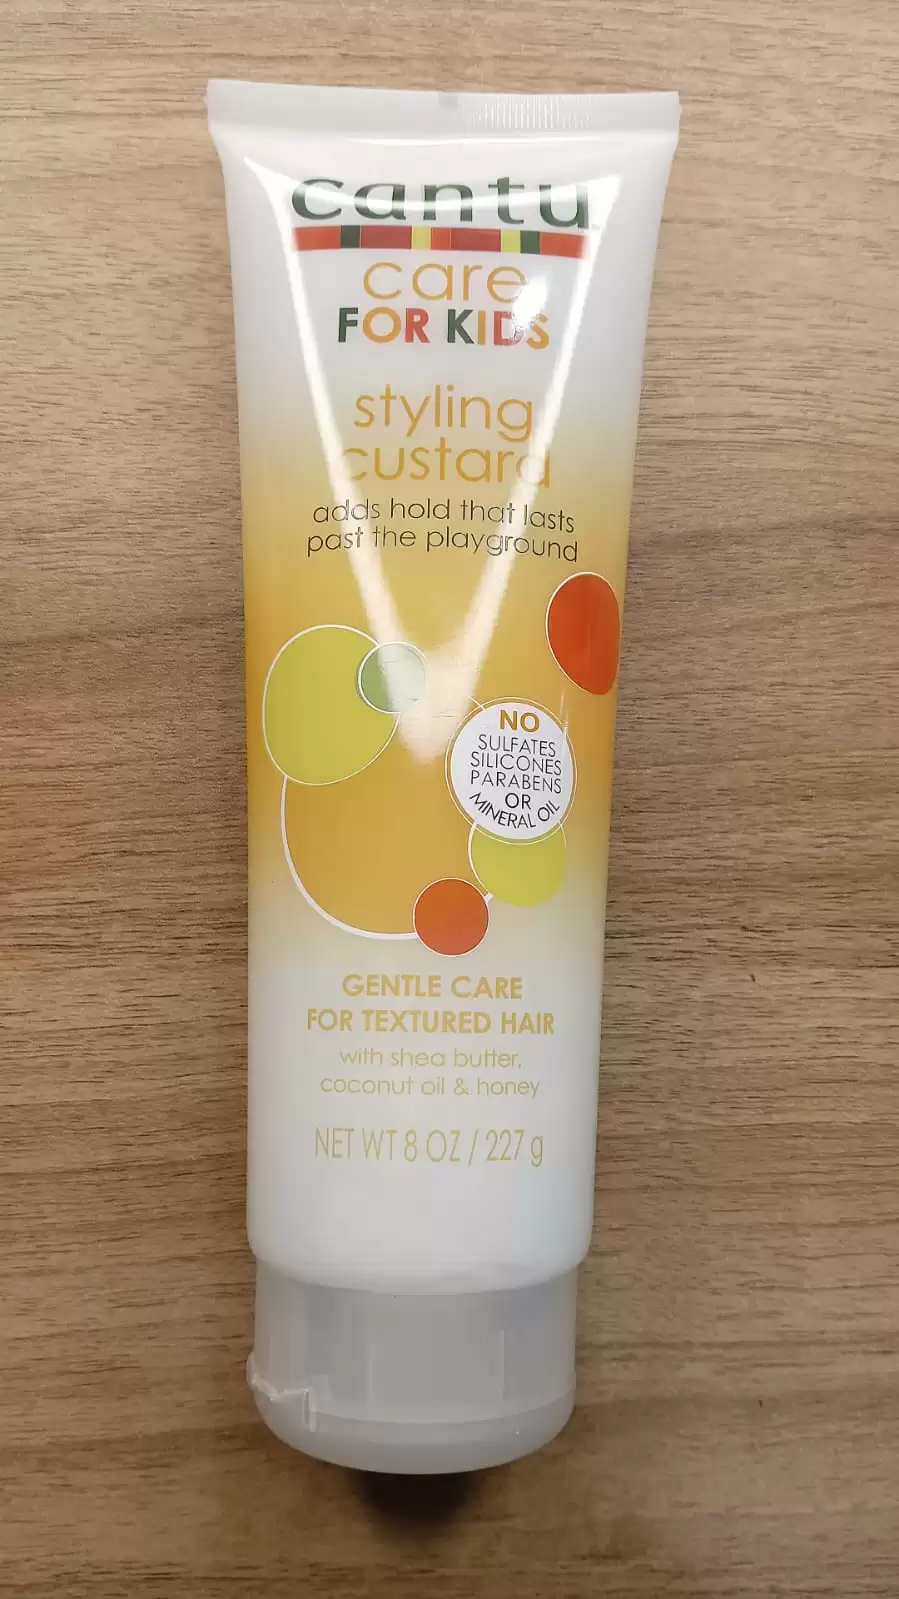 cantu
care
FOR KIDS
styling
custard
adds hold that lasts
past the playground
NO
SULFATES
SILICONES
PARABENS
OR
MINERAL OIL
GENTLE CARE
FOR TEXTURED HAIR
with shea butter,
coconut oil & honey
NET WT 8 OZ / 227 g